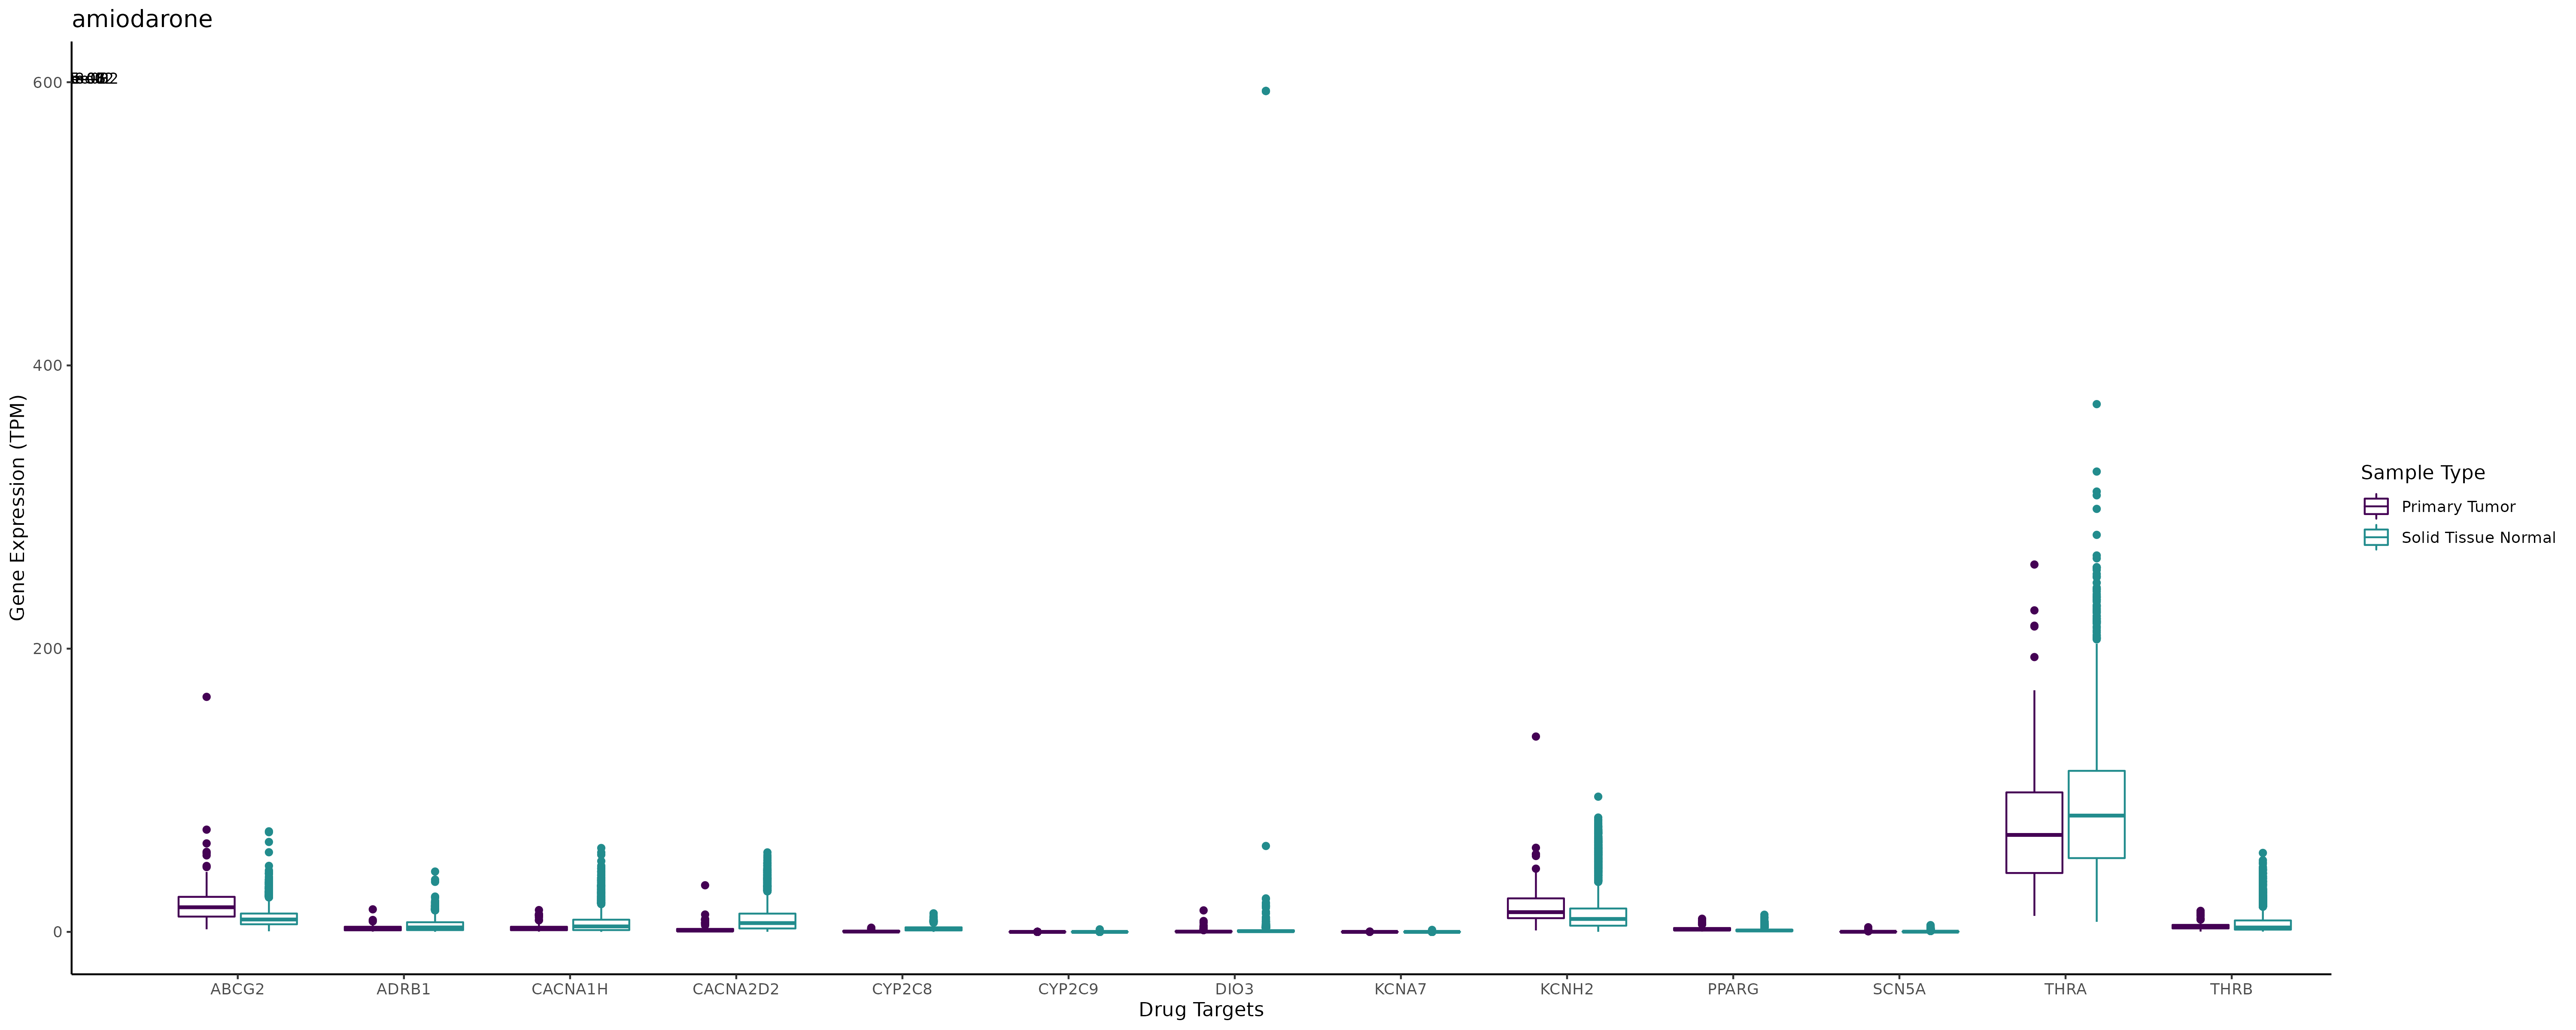 amiodarone
600
400
200
0
Gene Expression (TPM)
ABCG2 ADRB1 CACNA1H CACNA2D2 CYP2C8 CYP2C9 DIO3 KCNA7 KCNH2 PPARG SCN5A THRA THRB
Drug Targets
Sample Type
Primary Tumor
Solid Tissue Normal